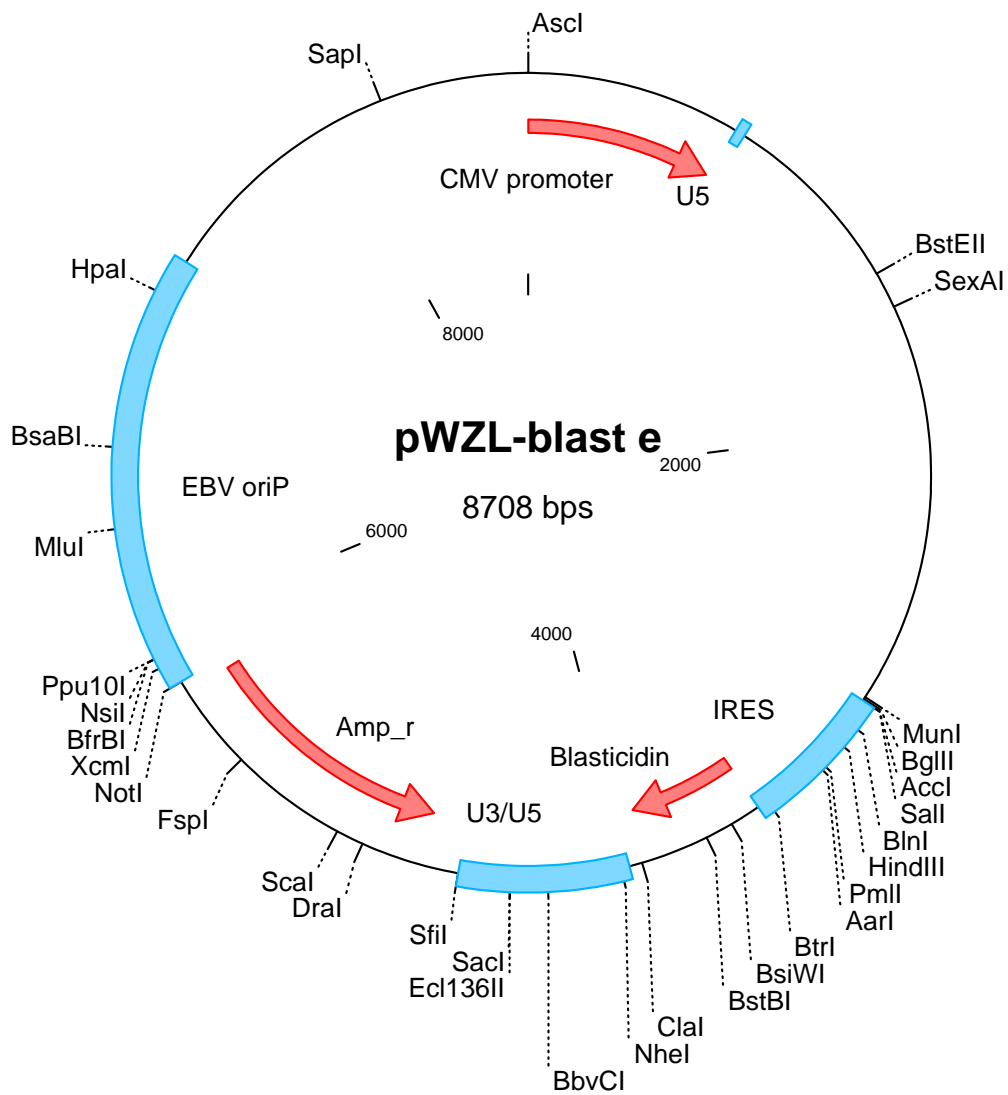 AscI
SapI
CMV promoter
U5
BstEII
HpaI
SexAI
8000
pWZL-blast e
BsaBI
2000
EBV oriP
8708 bps
6000
MluI
4000
Ppu10I
NsiI
BfrBI
XcmI
NotI
Amp_r
IRES
MunI
BglII
AccI
SalI
BlnI
HindIII
PmlI
AarI
Blasticidin
FspI
U3/U5
ScaI
DraI
SfiI
SacI
Ecl136II
BtrI
BsiWI
BstBI
ClaI
NheI
BbvCI